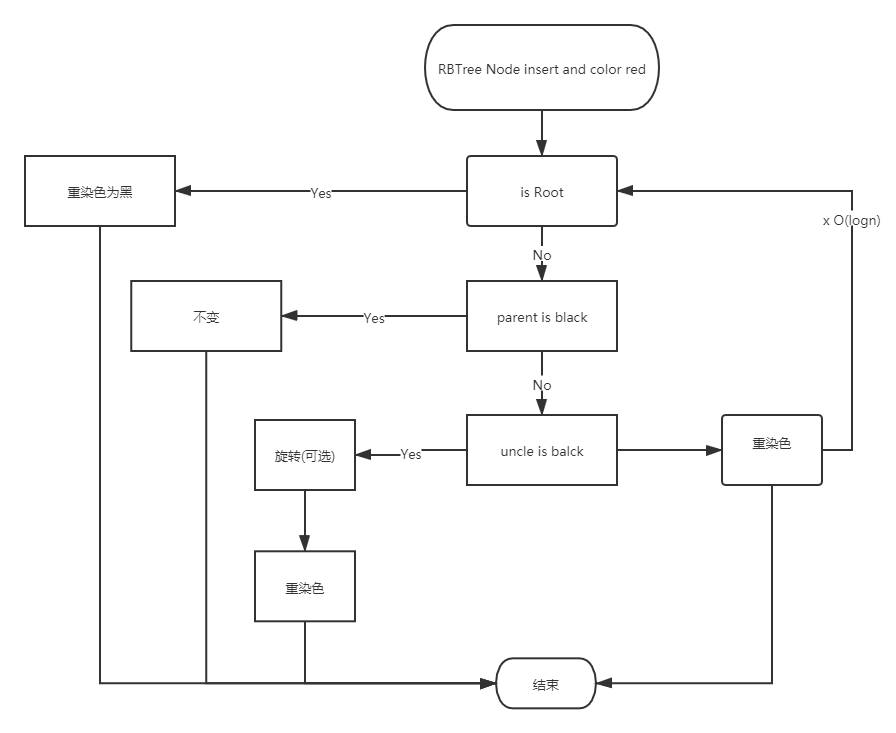 RBTree Node insert and color red
重染色为黑
Yes
is Root
x O(logn)
No
不变
Yes
parent is black
No
旋转(可选)
Yes
uncle is balck
重染色
重染色
结束